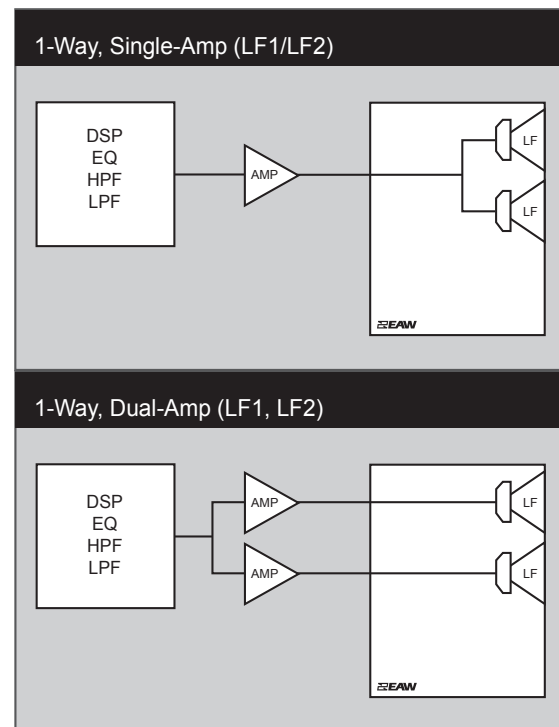 1-Way, Single-Amp (LF1/LF2)
DSP
EQ
HPF
LPF
AMP
LF
LF
EAW
1-Way, Dual-Amp (LF1, LF2)
DSP
EQ
HPF
LPF
AMP
AMP
LF
LF
EAW